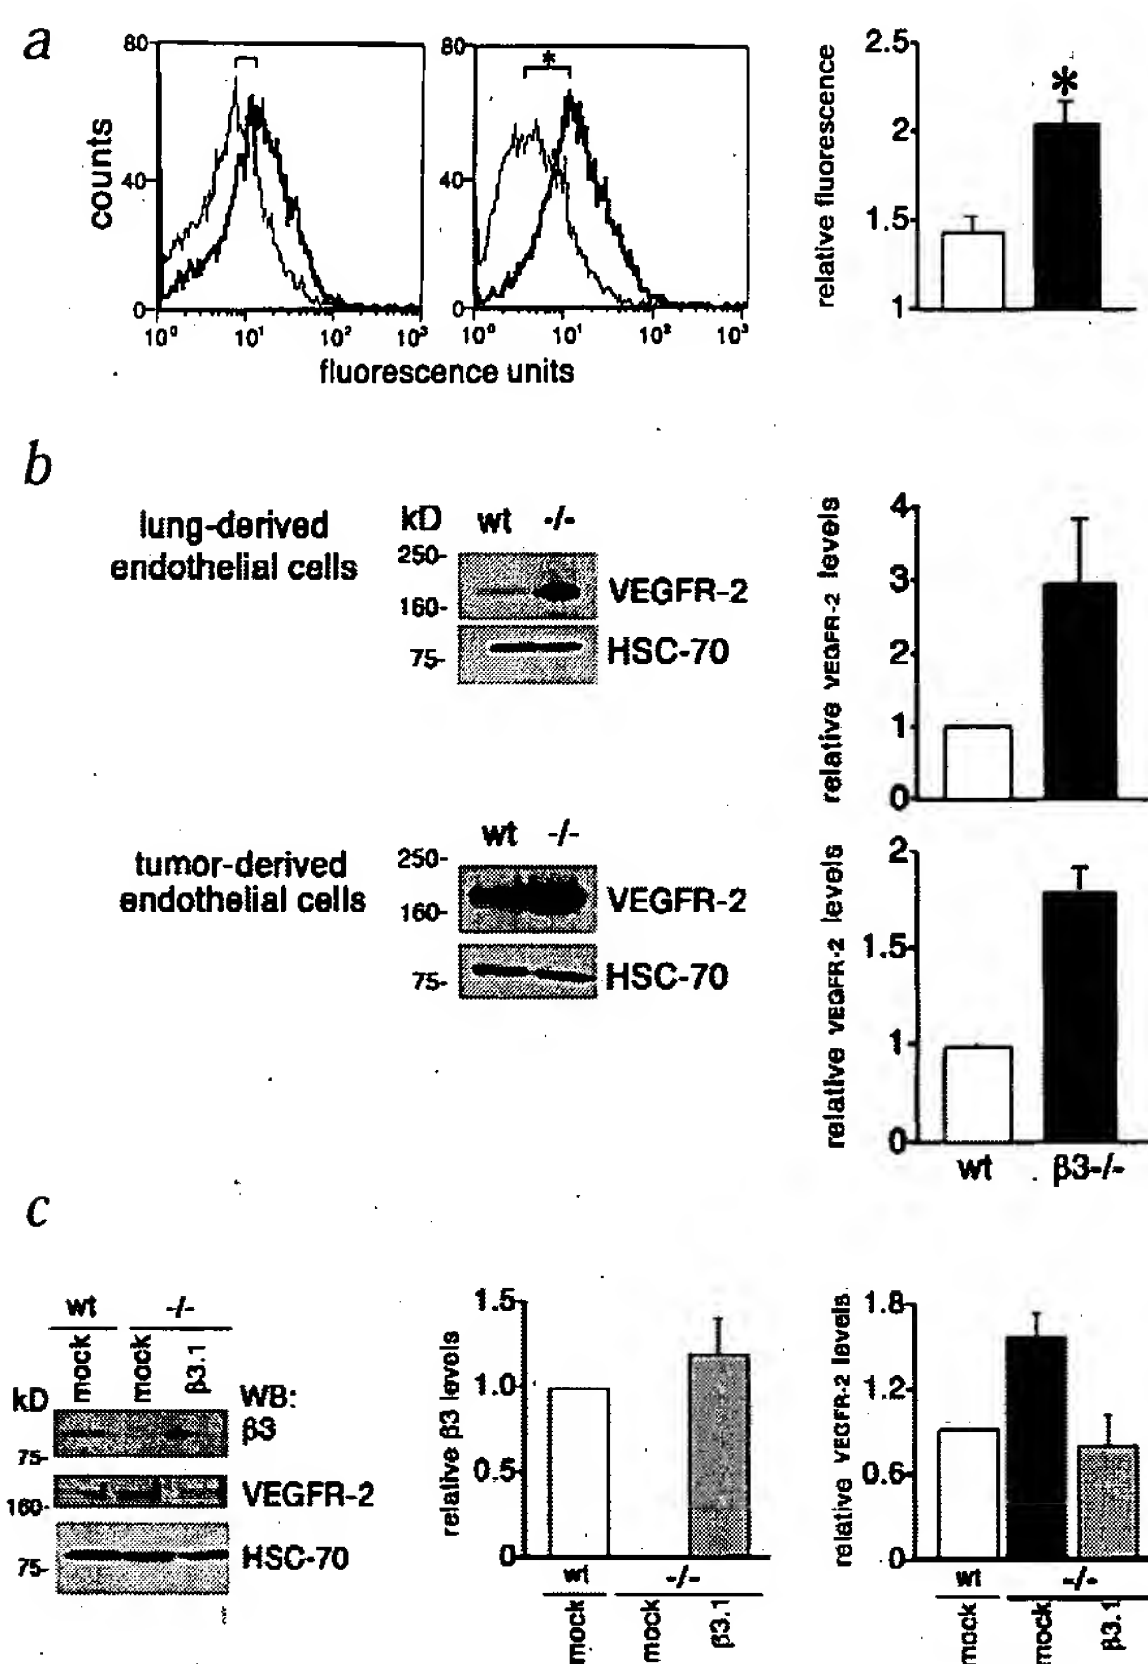 a
80
40
0
counts
10⁰ 10¹ 10² 10³
80
*
40
0
10⁰ 10¹ 10² 10³
fluorescence units
2.5
2
1.5
1
relative fluorescence
*
b
lung-derived
endothelial cells
kD wt -/-
250-
160-
VEGFR-2
75-
HSC-70
4
3
2
1
0
relative VEGFR-2 levels
tumor-derived
endothelial cells
wt -/-
250-
160-
VEGFR-2
75-
HSC-70
2
1.5
1
0
relative VEGFR-2 levels
wt β3-/-
c
wt -/-
mock mock β3.1
kD
WB:
β3
75-
VEGFR-2
160-
HSC-70
75-
1.5
1.0
0.5
0
relative β3 levels
wt -/-
mock mock β3.1
1.8
1.2
0.6
0
relative VEGFR-2 levels
wt -/-
mock mock β3.1